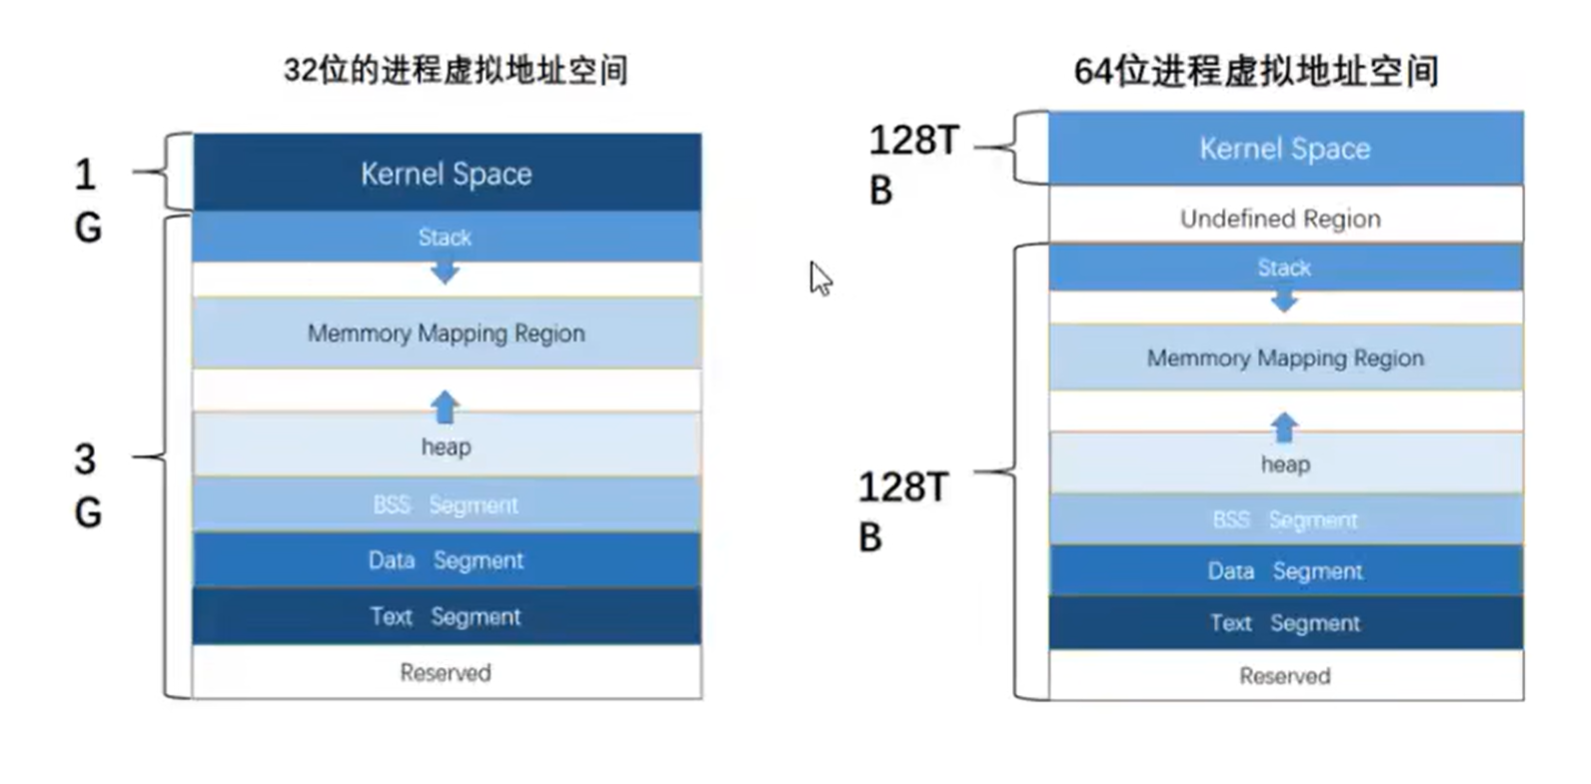 32位的进程虚拟地址空间
1
G
Kernel Space
Stack
Memmory Mapping Region
3
G
heap
BSS Segment
Data Segment
Text Segment
Reserved
64位进程虚拟地址空间
128T
B
Kernel Space
Undefined Region
Stack
Memmory Mapping Region
128T
B
heap
BSS Segment
Data Segment
Text Segment
Reserved